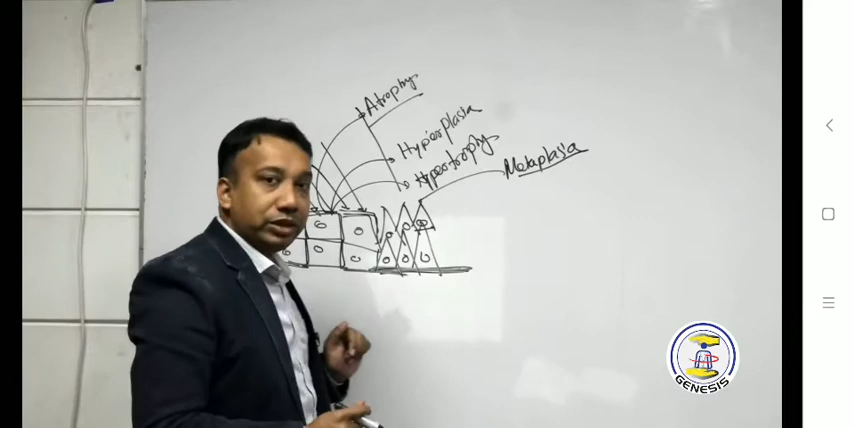 Atrophy
Hyperplasia
Hypertrophy
Metaplasia
GENESIS